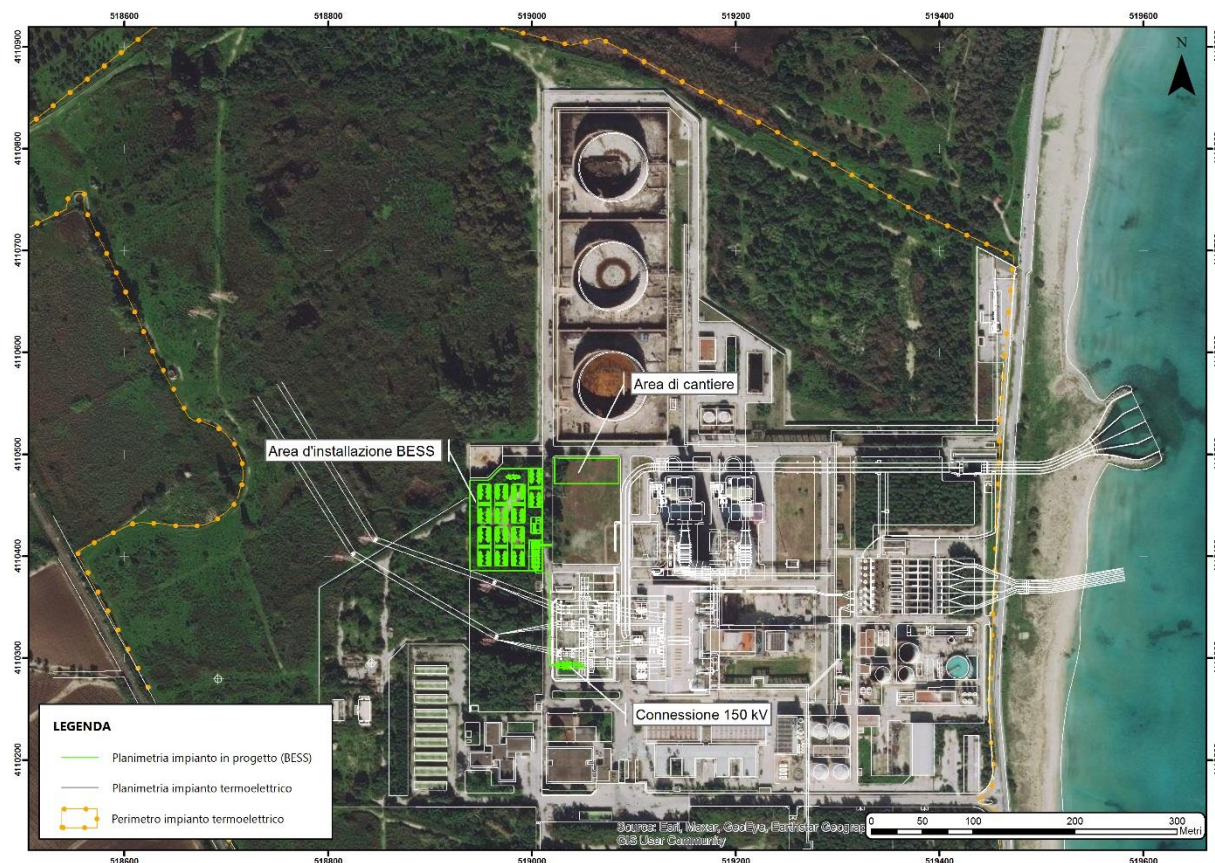 518600 518800 519000 519200 519400 519600
4110900
4110800
4110700
4110600
4110500
4110400
4110300
4110200
N
Area di cantiere
Area d'installazione BESS
Connessione 150 kV
LEGENDA
Planimetria impianto in progetto (BESS)
Planimetria impianto termoelettrico
Perimetro impianto termoelettrico
Source: Esri, Maxar, GeoEye, Earthstar Geograp
GIS User Community
0 50 100 200 300
Metri
518600 518800 519000 519200 519400 519600